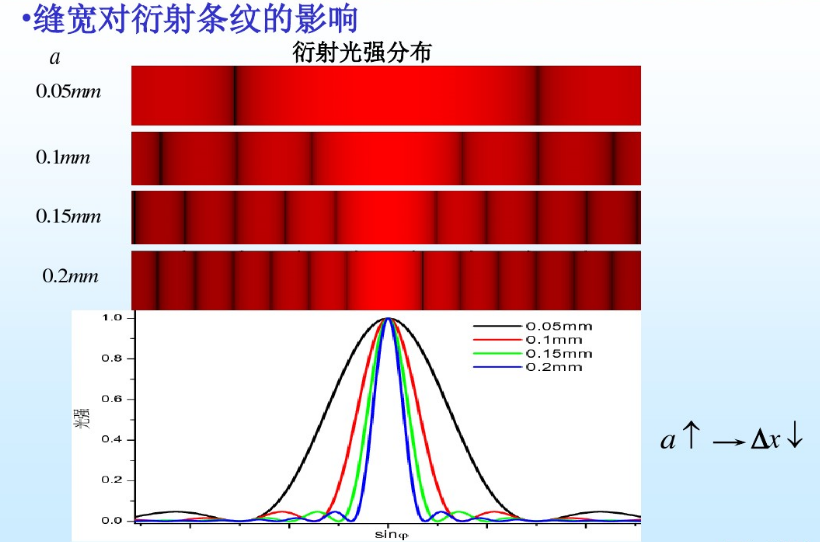 •缝宽对衍射条纹的影响
a
衍射光强分布
0.05mm
0.1mm
0.15mm
0.2mm
1.0
0.8
0.6
0.4
0.2
0.0
光强
0.05mm
0.1mm
0.15mm
0.2mm
sinφ
a↑→Δx↓